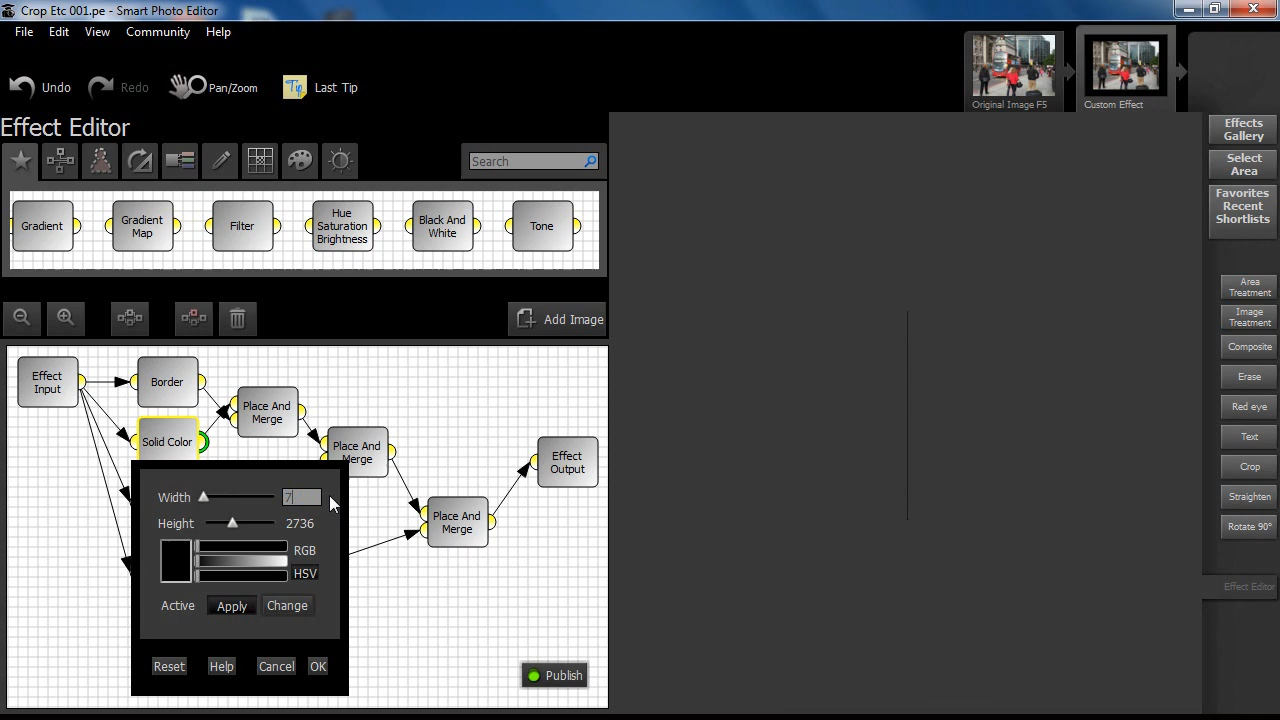 Crop Etc 001.pe - Smart Photo Editor
File Edit View Community Help
Undo Redo Pan/Zoom Tip Last Tip
Original Image F5
Custom Effect
Effect Editor
Search
Gradient
Gradient Map
Filter
Hue Saturation Brightness
Black And White
Tone
Add Image
Effect Input
Border
Solid Color
Place And Merge
Place And Merge
Place And Merge
Effect Output
Width 7
Height 2736
RGB
HSV
Active Apply Change
Reset Help Cancel OK
Publish
Effects Gallery
Select Area
Favorites Recent Shortlists
Area Treatment
Image Treatment
Composite
Erase
Red eye
Text
Crop
Straighten
Rotate 90°
Effect Editor